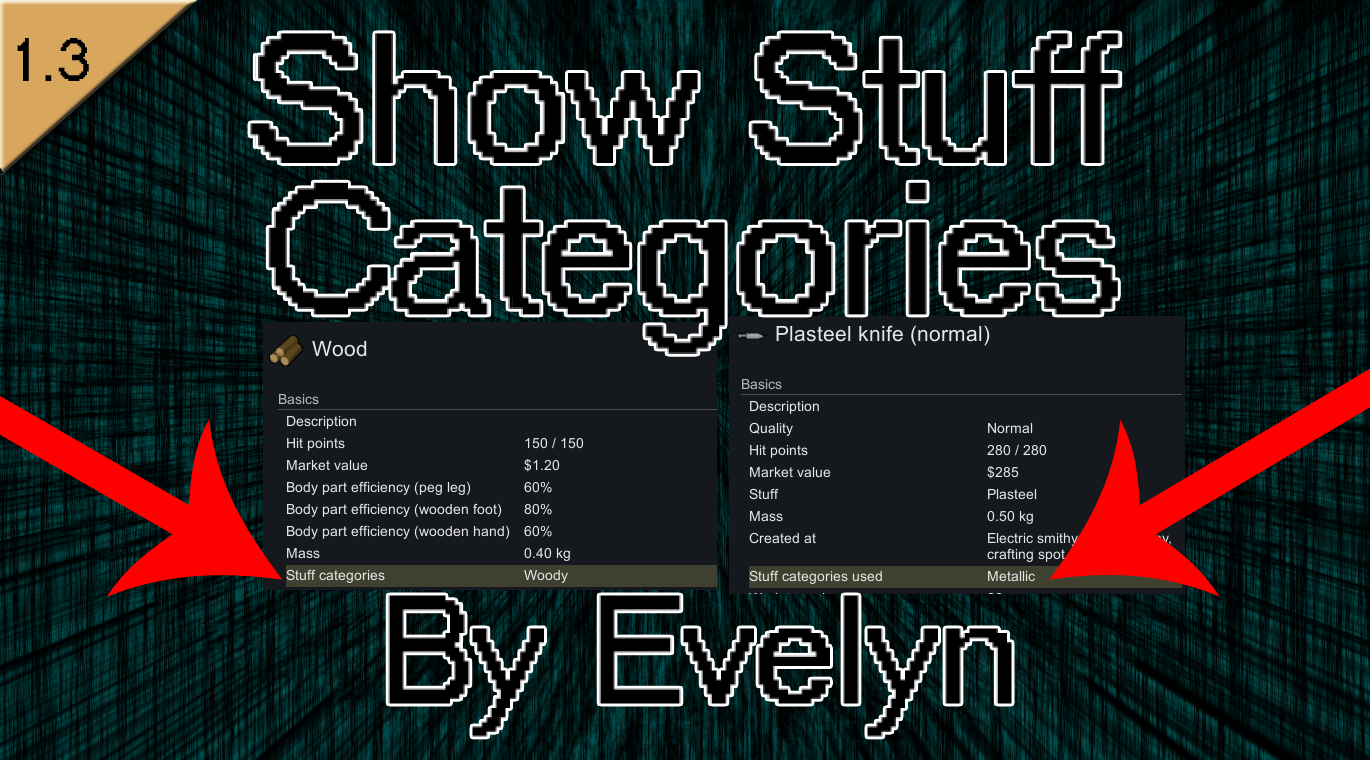 1.3
Show Stuff
Categories
Wood
Basics
Description
Hit points 150 / 150
Market value $1.20
Body part efficiency (peg leg) 60%
Body part efficiency (wooden foot) 80%
Body part efficiency (wooden hand) 60%
Mass 0.40 kg
Stuff categories Woody
Plasteel knife (normal)
Basics
Description
Quality Normal
Hit points 280 / 280
Market value $285
Stuff Plasteel
Mass 0.50 kg
Created at Electric smithy
crafting spot
Stuff categories used Metallic
By Evelyn